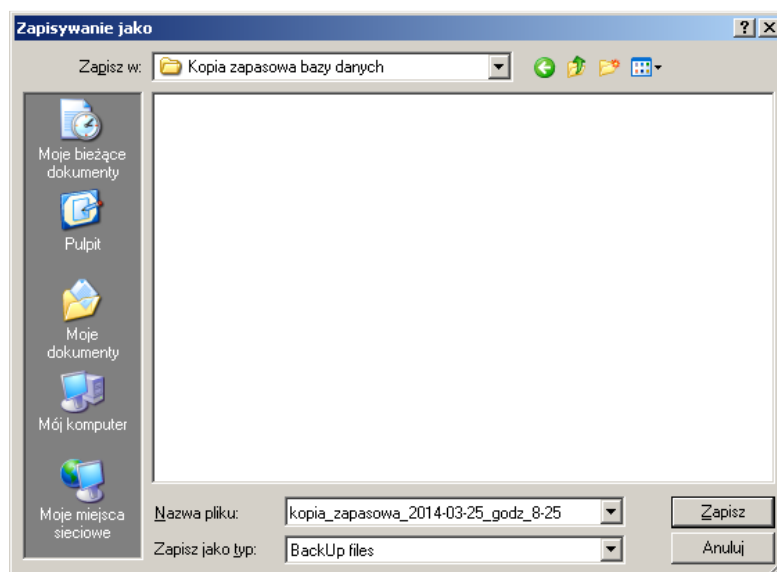 Zapisywanie jako
Zapisz w:
Kopia zapasowa bazy danych
Moje bieżące
dokumenty
Pulpit
Moje
dokumenty
Mój komputer
Moje miejsca
sieciowe
Nazwa pliku:
kopia_zapasowa_2014-03-25_godz_8-25
Zapisz
Zapisz jako typ:
BackUp files
Anuluj